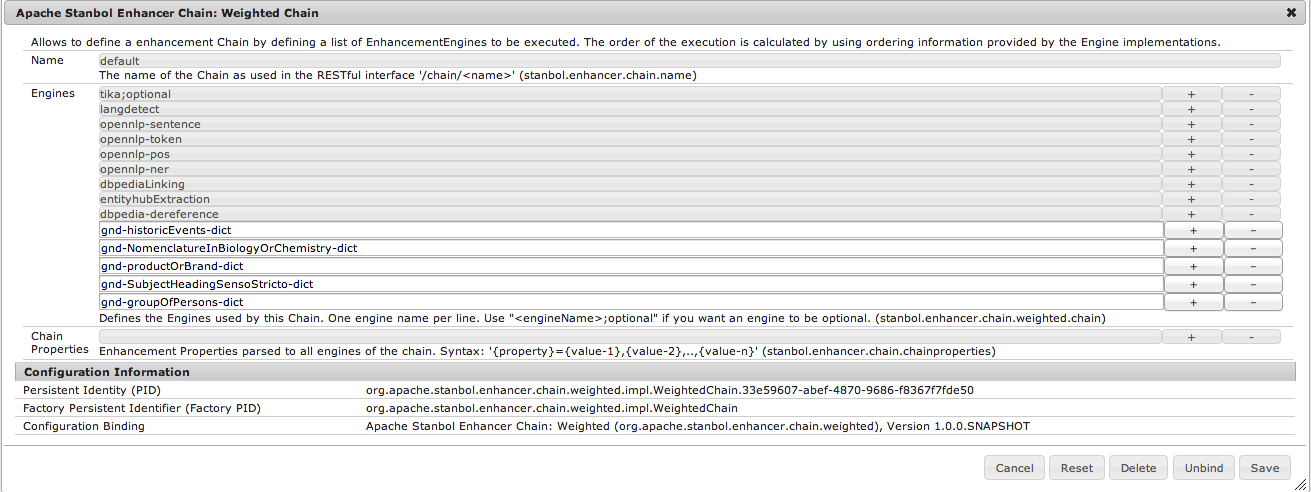 Apache Stanbol Enhancer Chain: Weighted Chain
Allows to define a enhancement Chain by defining a list of EnhancementEngines to be executed. The order of the execution is calculated by using ordering information provided by the Engine implementations.
Name default
The name of the Chain as used in the RESTful interface '/chain/<name>' (stanbol.enhancer.chain.name)
Engines tika;optional + -
langdetect + -
opennlp-sentence + -
opennlp-token + -
opennlp-pos + -
opennlp-ner + -
dbpediaLinking + -
entityhubExtraction + -
dbpedia-dereference + -
gnd-historicEvents-dict + -
gnd-NomenclatureInBiologyOrChemistry-dict + -
gnd-productOrBrand-dict + -
gnd-SubjectHeadingSensoStricto-dict + -
gnd-groupOfPersons-dict + -
Defines the Engines used by this Chain. One engine name per line. Use "<engineName>;optional" if you want an engine to be optional. (stanbol.enhancer.chain.weighted.chain)
Chain Properties + -
Enhancement Properties parsed to all engines of the chain. Syntax: '{property}={value-1},{value-2},..,{value-n}' (stanbol.enhancer.chain.chainproperties)
Configuration Information
Persistent Identity (PID) org.apache.stanbol.enhancer.chain.weighted.impl.WeightedChain.33e59607-abef-4870-9686-f8367f7fde50
Factory Persistent Identifier (Factory PID) org.apache.stanbol.enhancer.chain.weighted.impl.WeightedChain
Configuration Binding Apache Stanbol Enhancer Chain: Weighted (org.apache.stanbol.enhancer.chain.weighted), Version 1.0.0.SNAPSHOT
Cancel Reset Delete Unbind Save